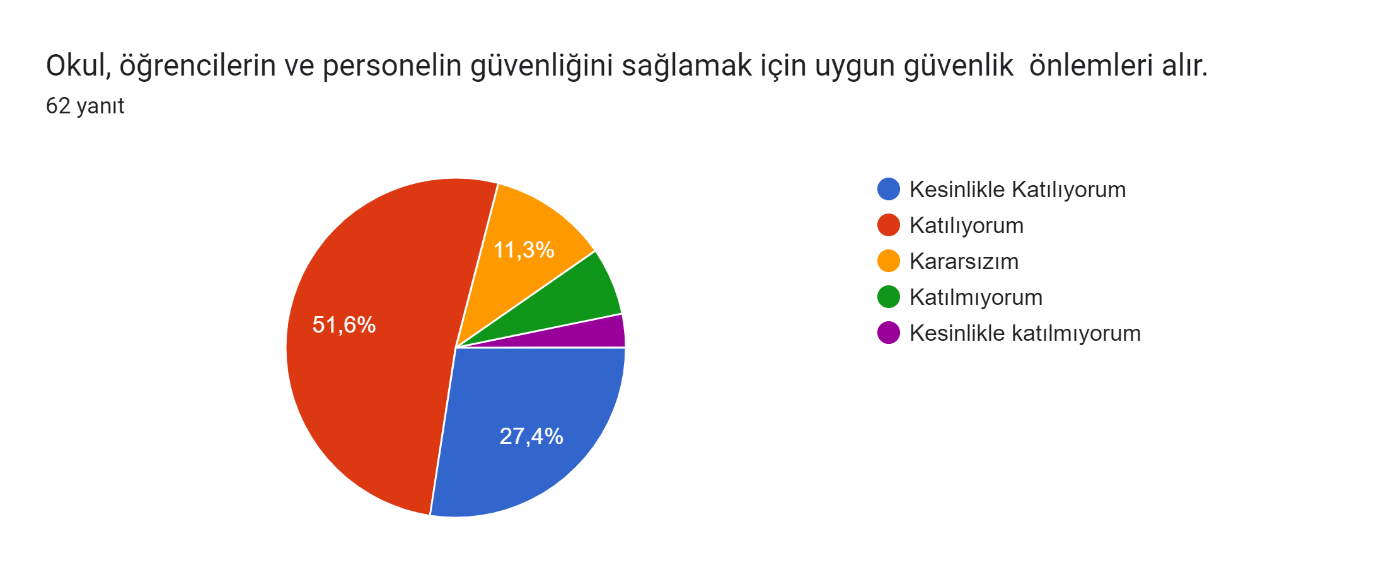 Okul, öğrencilerin ve personelin güvenliğini sağlamak için uygun güvenlik  önlemleri alır.
62 yanıt
Kesinlikle Katılıyorum
Katılıyorum
Kararsızım
Katılmıyorum
Kesinlikle katılmıyorum
11,3%
51,6%
27,4%